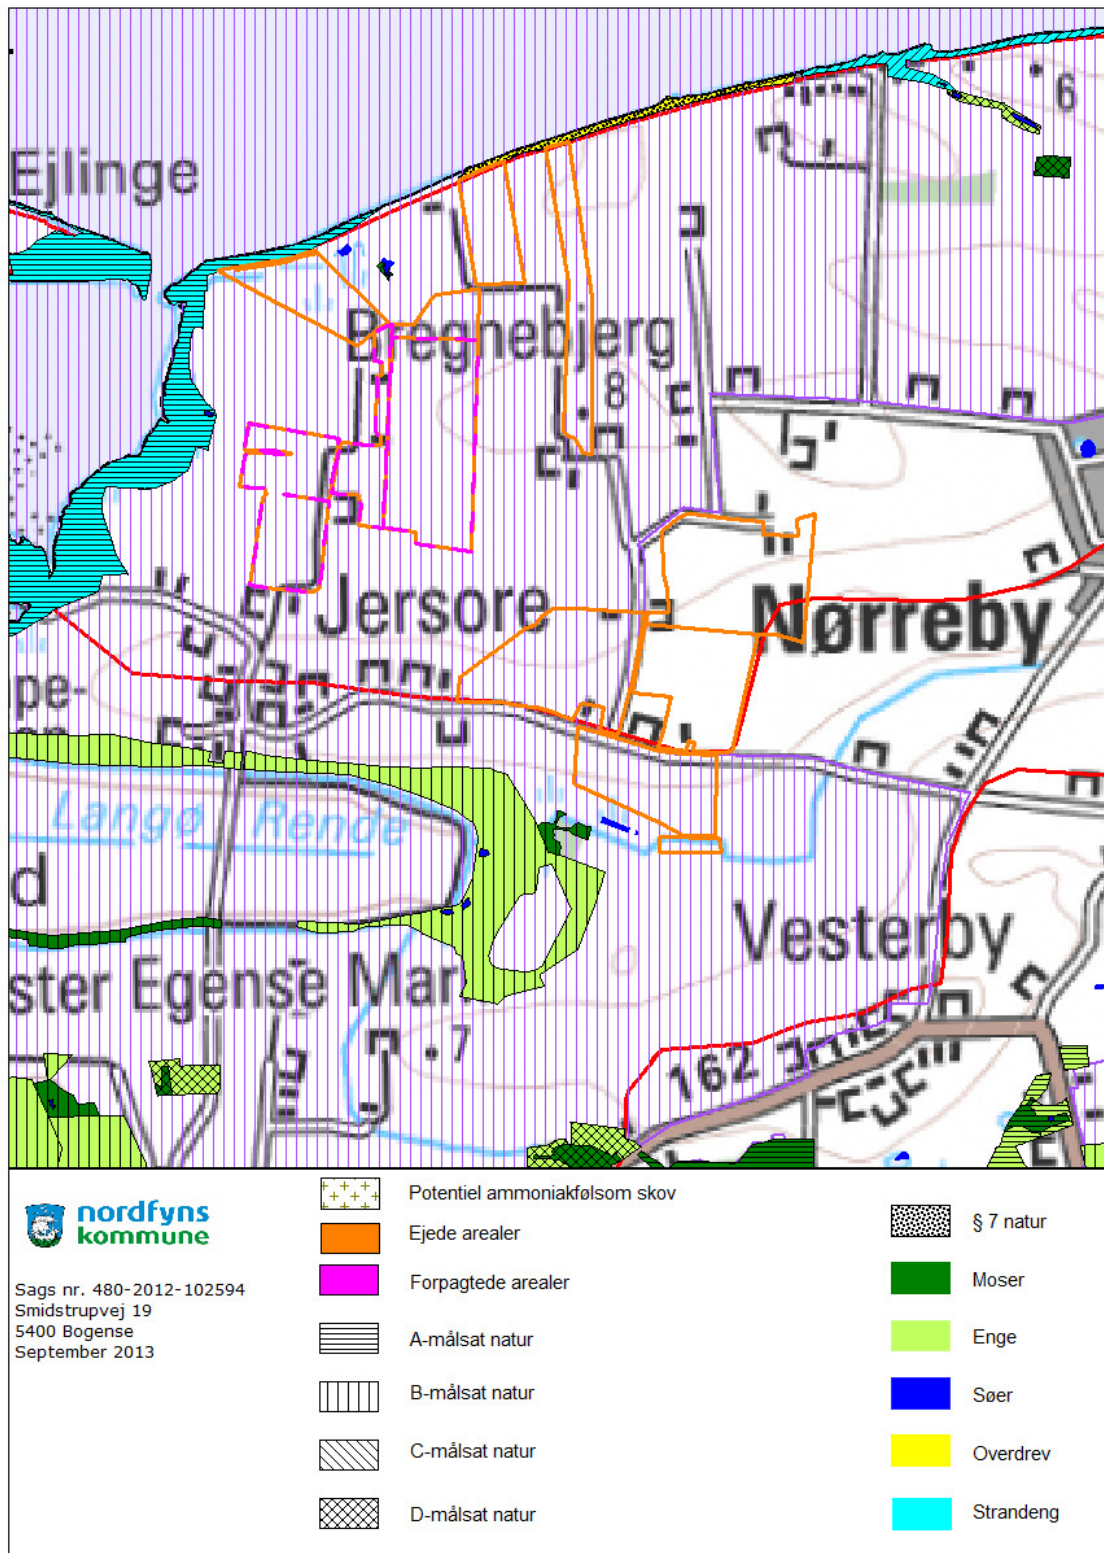 Ejlinge
6
Bregnebjerg
8
Jersore
Nørreby
pe-
Langø Rende
d
Vesterby
ster Egense Mar
7
162
nordfyns
kommune
Sags nr. 480-2012-102594
Smidstrupvej 19
5400 Bogense
September 2013
Potentiel ammoniakfølsom skov
Ejede arealer
Forpagtede arealer
A-målsat natur
B-målsat natur
C-målsat natur
D-målsat natur
§ 7 natur
Moser
Enge
Søer
Overdrev
Strandeng